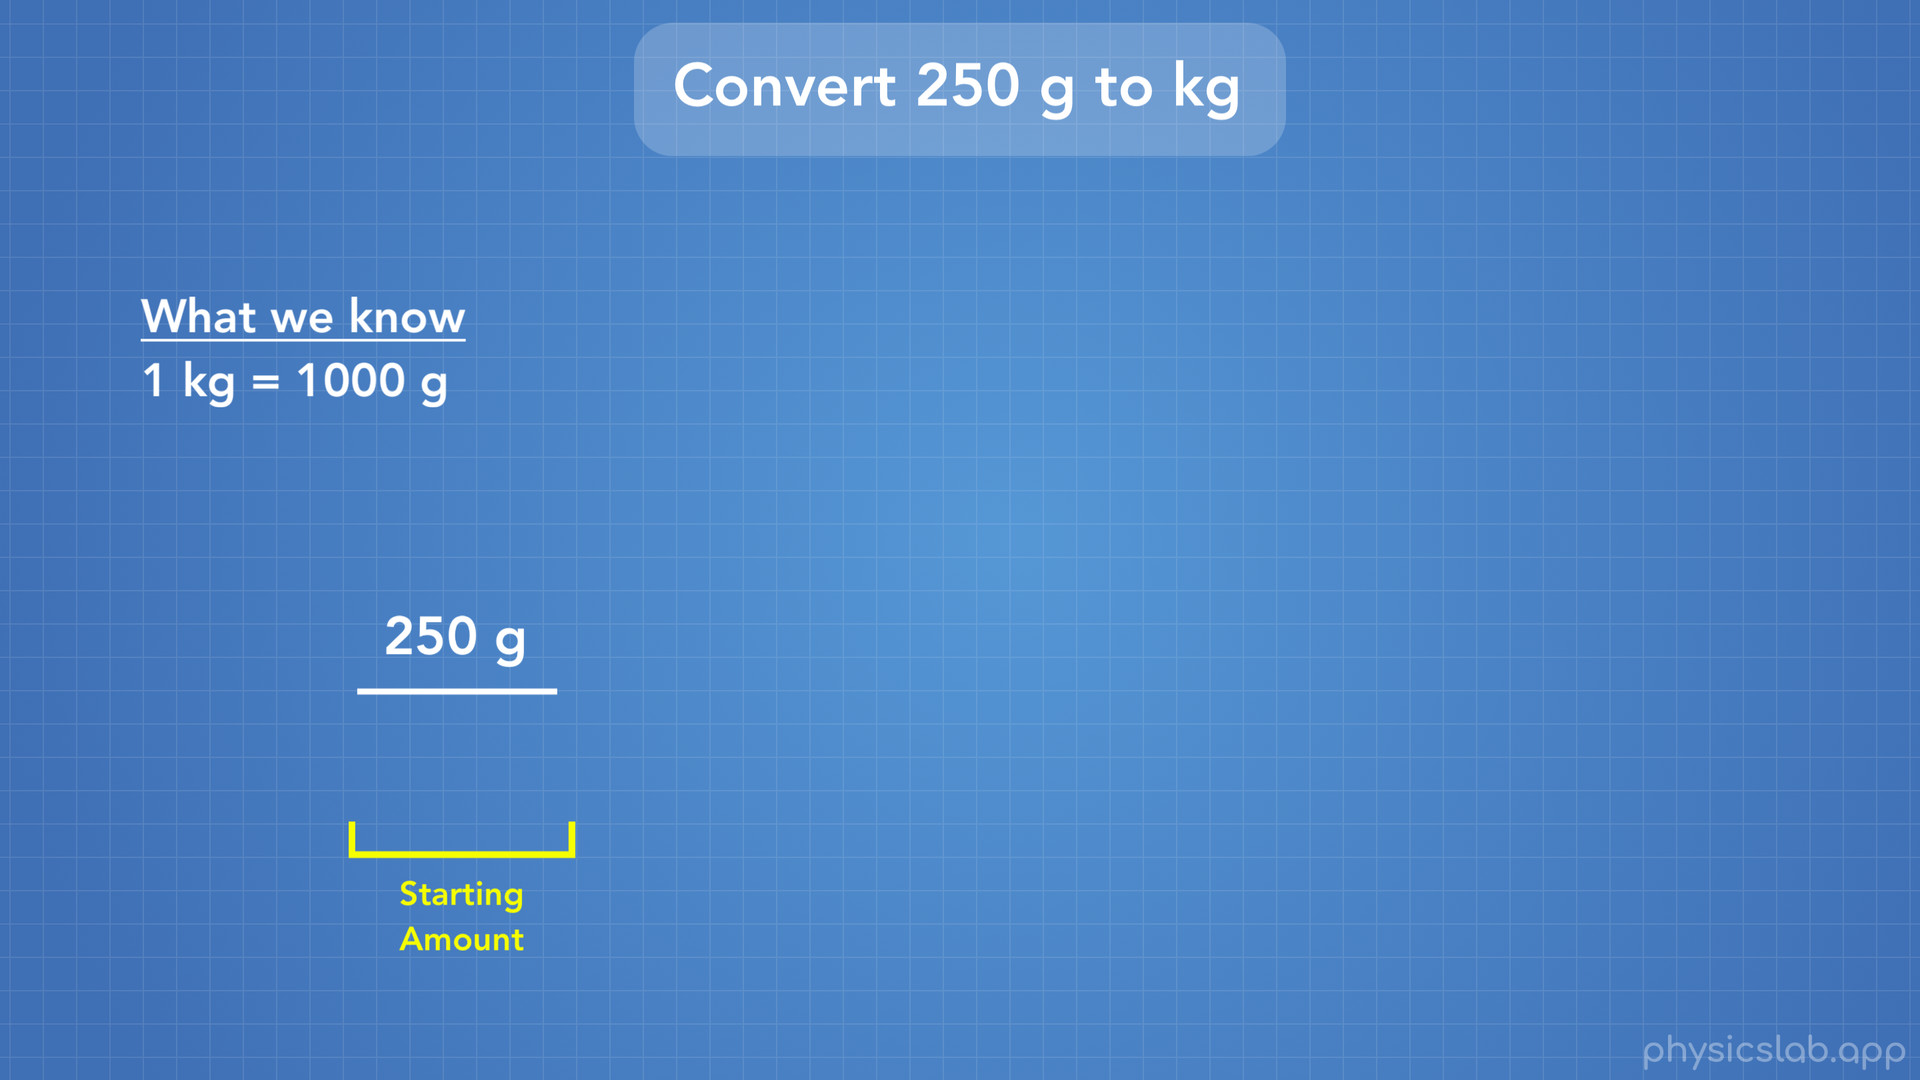 Convert 250 g to kg
What we know
1 kg = 1000 g
250 g
Starting
Amount
physicslab.app